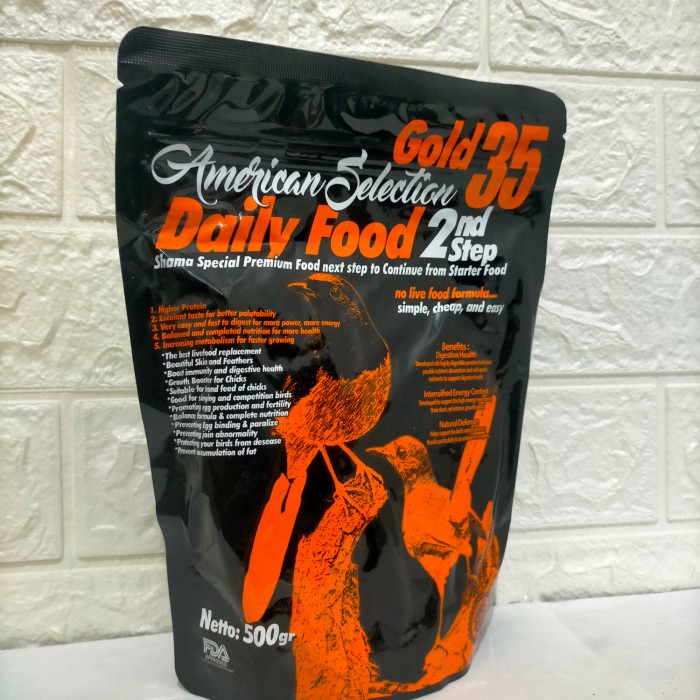 Gold 35
American Selection
Daily Food 2nd Step
Shama Special Premium Food next step to Continue from Starter Food
no live food formula...
simple, cheap, and easy
1. Higher Protein
2. Excelent taste for better palatability
3. Very easy and fast to digest for more power, more energy
4. Balanced and completed nutrition for more health
5. Increasing metabolism for faster growing
*The best livefood replacement
*Beautiful Skin and Feathers
*Boost immunity and digestive health
*Growth Booster for Chicks
*Suitable for hand feed of chicks
*Good for singing and competition birds
*Promoting egg production and fertility
*Ballance formula & complete nutrition
*Preventing Egg binding & paralize
*Preventing join abnormality
*Protecting your birds from desease
*Prevent accumulation of fat
Benefits :
Digestive Health
Intensified Energy Content
Natural
Netto: 500gr
FDA
APPROVED